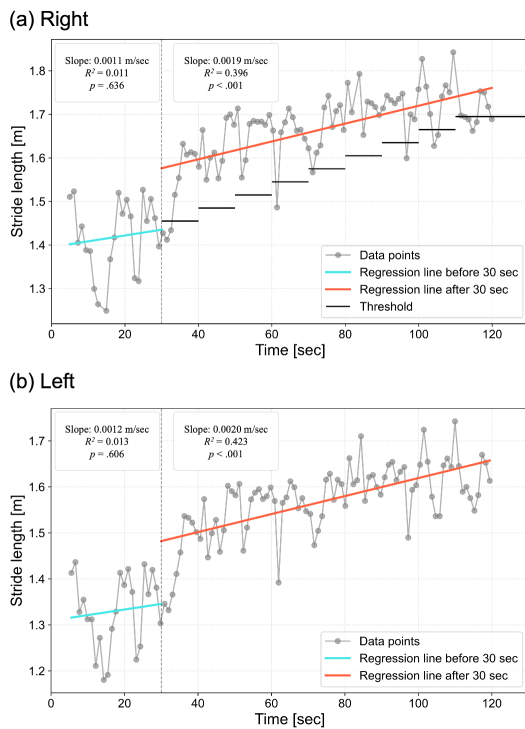 (a) Right
Slope: 0.0011 m/sec
R² = 0.011
p = .636
Slope: 0.0019 m/sec
R² = 0.396
p < .001
1.8
1.7
1.6
1.5
1.4
1.3
Stride length [m]
Data points
Regression line before 30 sec
Regression line after 30 sec
Threshold
0 20 40 60 80 100 120
Time [sec]
(b) Left
Slope: 0.0012 m/sec
R² = 0.013
p = .606
Slope: 0.0020 m/sec
R² = 0.423
p < .001
1.7
1.6
1.5
1.4
1.3
1.2
Stride length [m]
Data points
Regression line before 30 sec
Regression line after 30 sec
0 20 40 60 80 100 120
Time [sec]